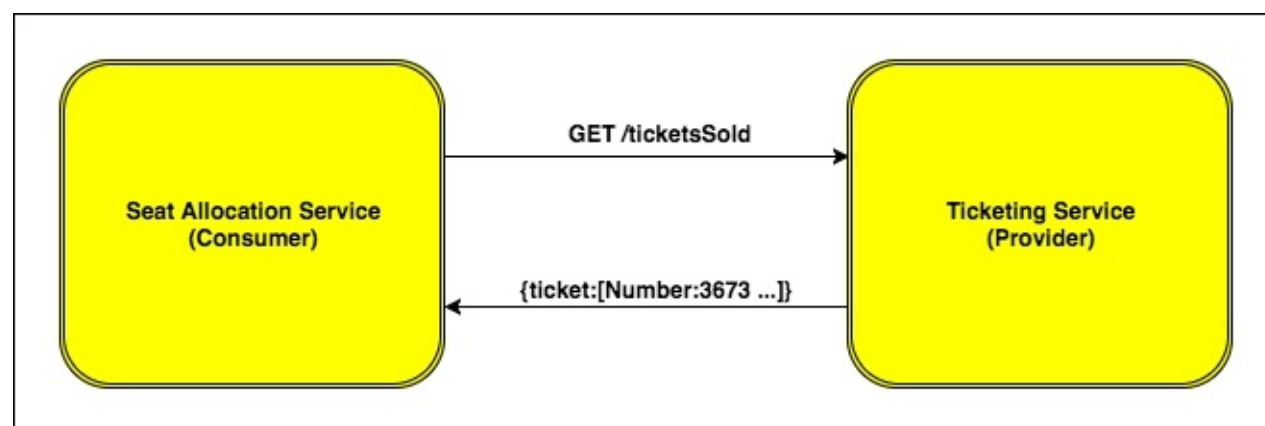 GET /ticketsSold
Seat Allocation Service
(Consumer)
Ticketing Service
(Provider)
{ticket:[Number:3673 ...]}